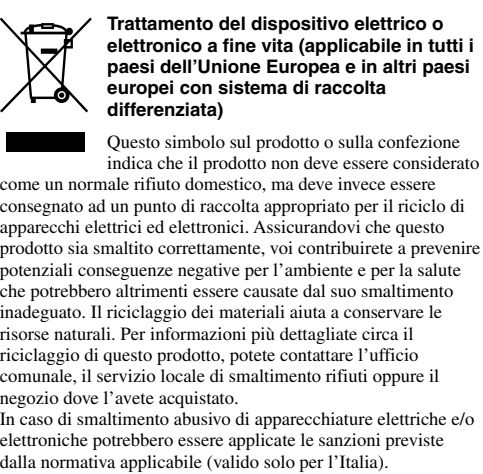 Trattamento del dispositivo elettrico o
elettronico a fine vita (applicabile in tutti i
paesi dell'Unione Europea e in altri paesi
europei con sistema di raccolta
differenziata)
Questo simbolo sul prodotto o sulla confezione
indica che il prodotto non deve essere considerato
come un normale rifiuto domestico, ma deve invece essere
consegnato ad un punto di raccolta appropriato per il riciclo di
apparecchi elettrici ed elettronici. Assicurandovi che questo
prodotto sia smaltito correttamente, voi contribuirete a prevenire
potenziali conseguenze negative per l'ambiente e per la salute
che potrebbero altrimenti essere causate dal suo smaltimento
inadeguato. Il riciclaggio dei materiali aiuta a conservare le
risorse naturali. Per informazioni più dettagliate circa il
riciclaggio di questo prodotto, potete contattare l'ufficio
comunale, il servizio locale di smaltimento rifiuti oppure il
negozio dove l'avete acquistato.
In caso di smaltimento abusivo di apparecchiature elettriche e/o
elettroniche potrebbero essere applicate le sanzioni previste
dalla normativa applicabile (valido solo per l'Italia).